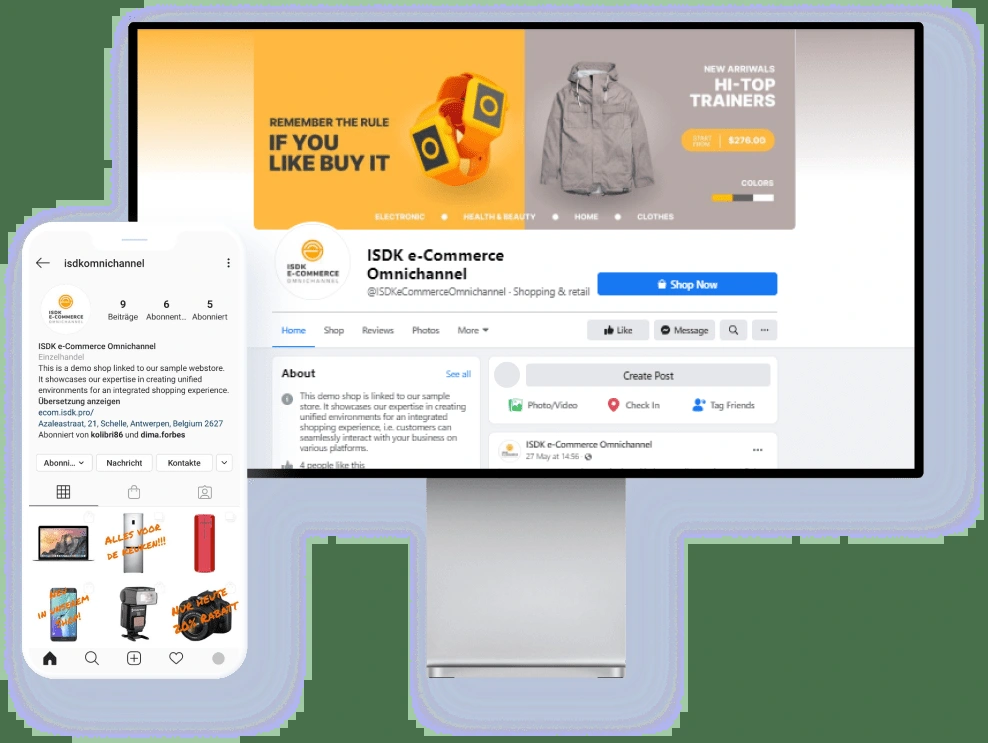 REMEMBER THE RULE
IF YOU
LIKE BUY IT
NEW ARRIWALS
HI-TOP
TRAINERS
START
FROM
$276.00
COLORS
ELECTRONIC
HEALTH & BEAUTY
HOME
CLOTHES
ISDK
E-COMMERCE
OMNICHANNEL
ISDK e-Commerce
Omnichannel
@ISDKeCommerceOmnichannel · Shopping & retail
Shop Now
Home
Shop
Reviews
Photos
More
Like
Message
About
See all
This demo shop is linked to our sample
store. It showcases our expertise in creating
unified environments for an integrated
shopping experience, i.e. customers can
seamlessly interact with your business on
various platforms.
4 people like this
Create Post
Photo/Video
Check In
Tag Friends
ISDK e-Commerce Omnichannel
27 May at 14:56
isdkomnichannel
ISDK
E-COMMERCE
OMNICHANNEL
9
Beiträge
6
Abonnent...
5
Abonniert
ISDK e-Commerce Omnichannel
Einzelhandel
This is a demo shop linked to our sample webstore.
It showcases our expertise in creating unified
environments for an integrated shopping experience.
Übersetzung anzeigen
ecom.isdk.pro/
Azaleastraat, 21, Schelle, Antwerpen, Belgium 2627
Abonniert von kolibri86 und dima.forbes
Abonni...
Nachricht
Kontakte
ALLES VOOR
DE KEUKEN!!!
NEU
IN UNSEREM
SHOP!
NUR HEUTE
20% RABATT